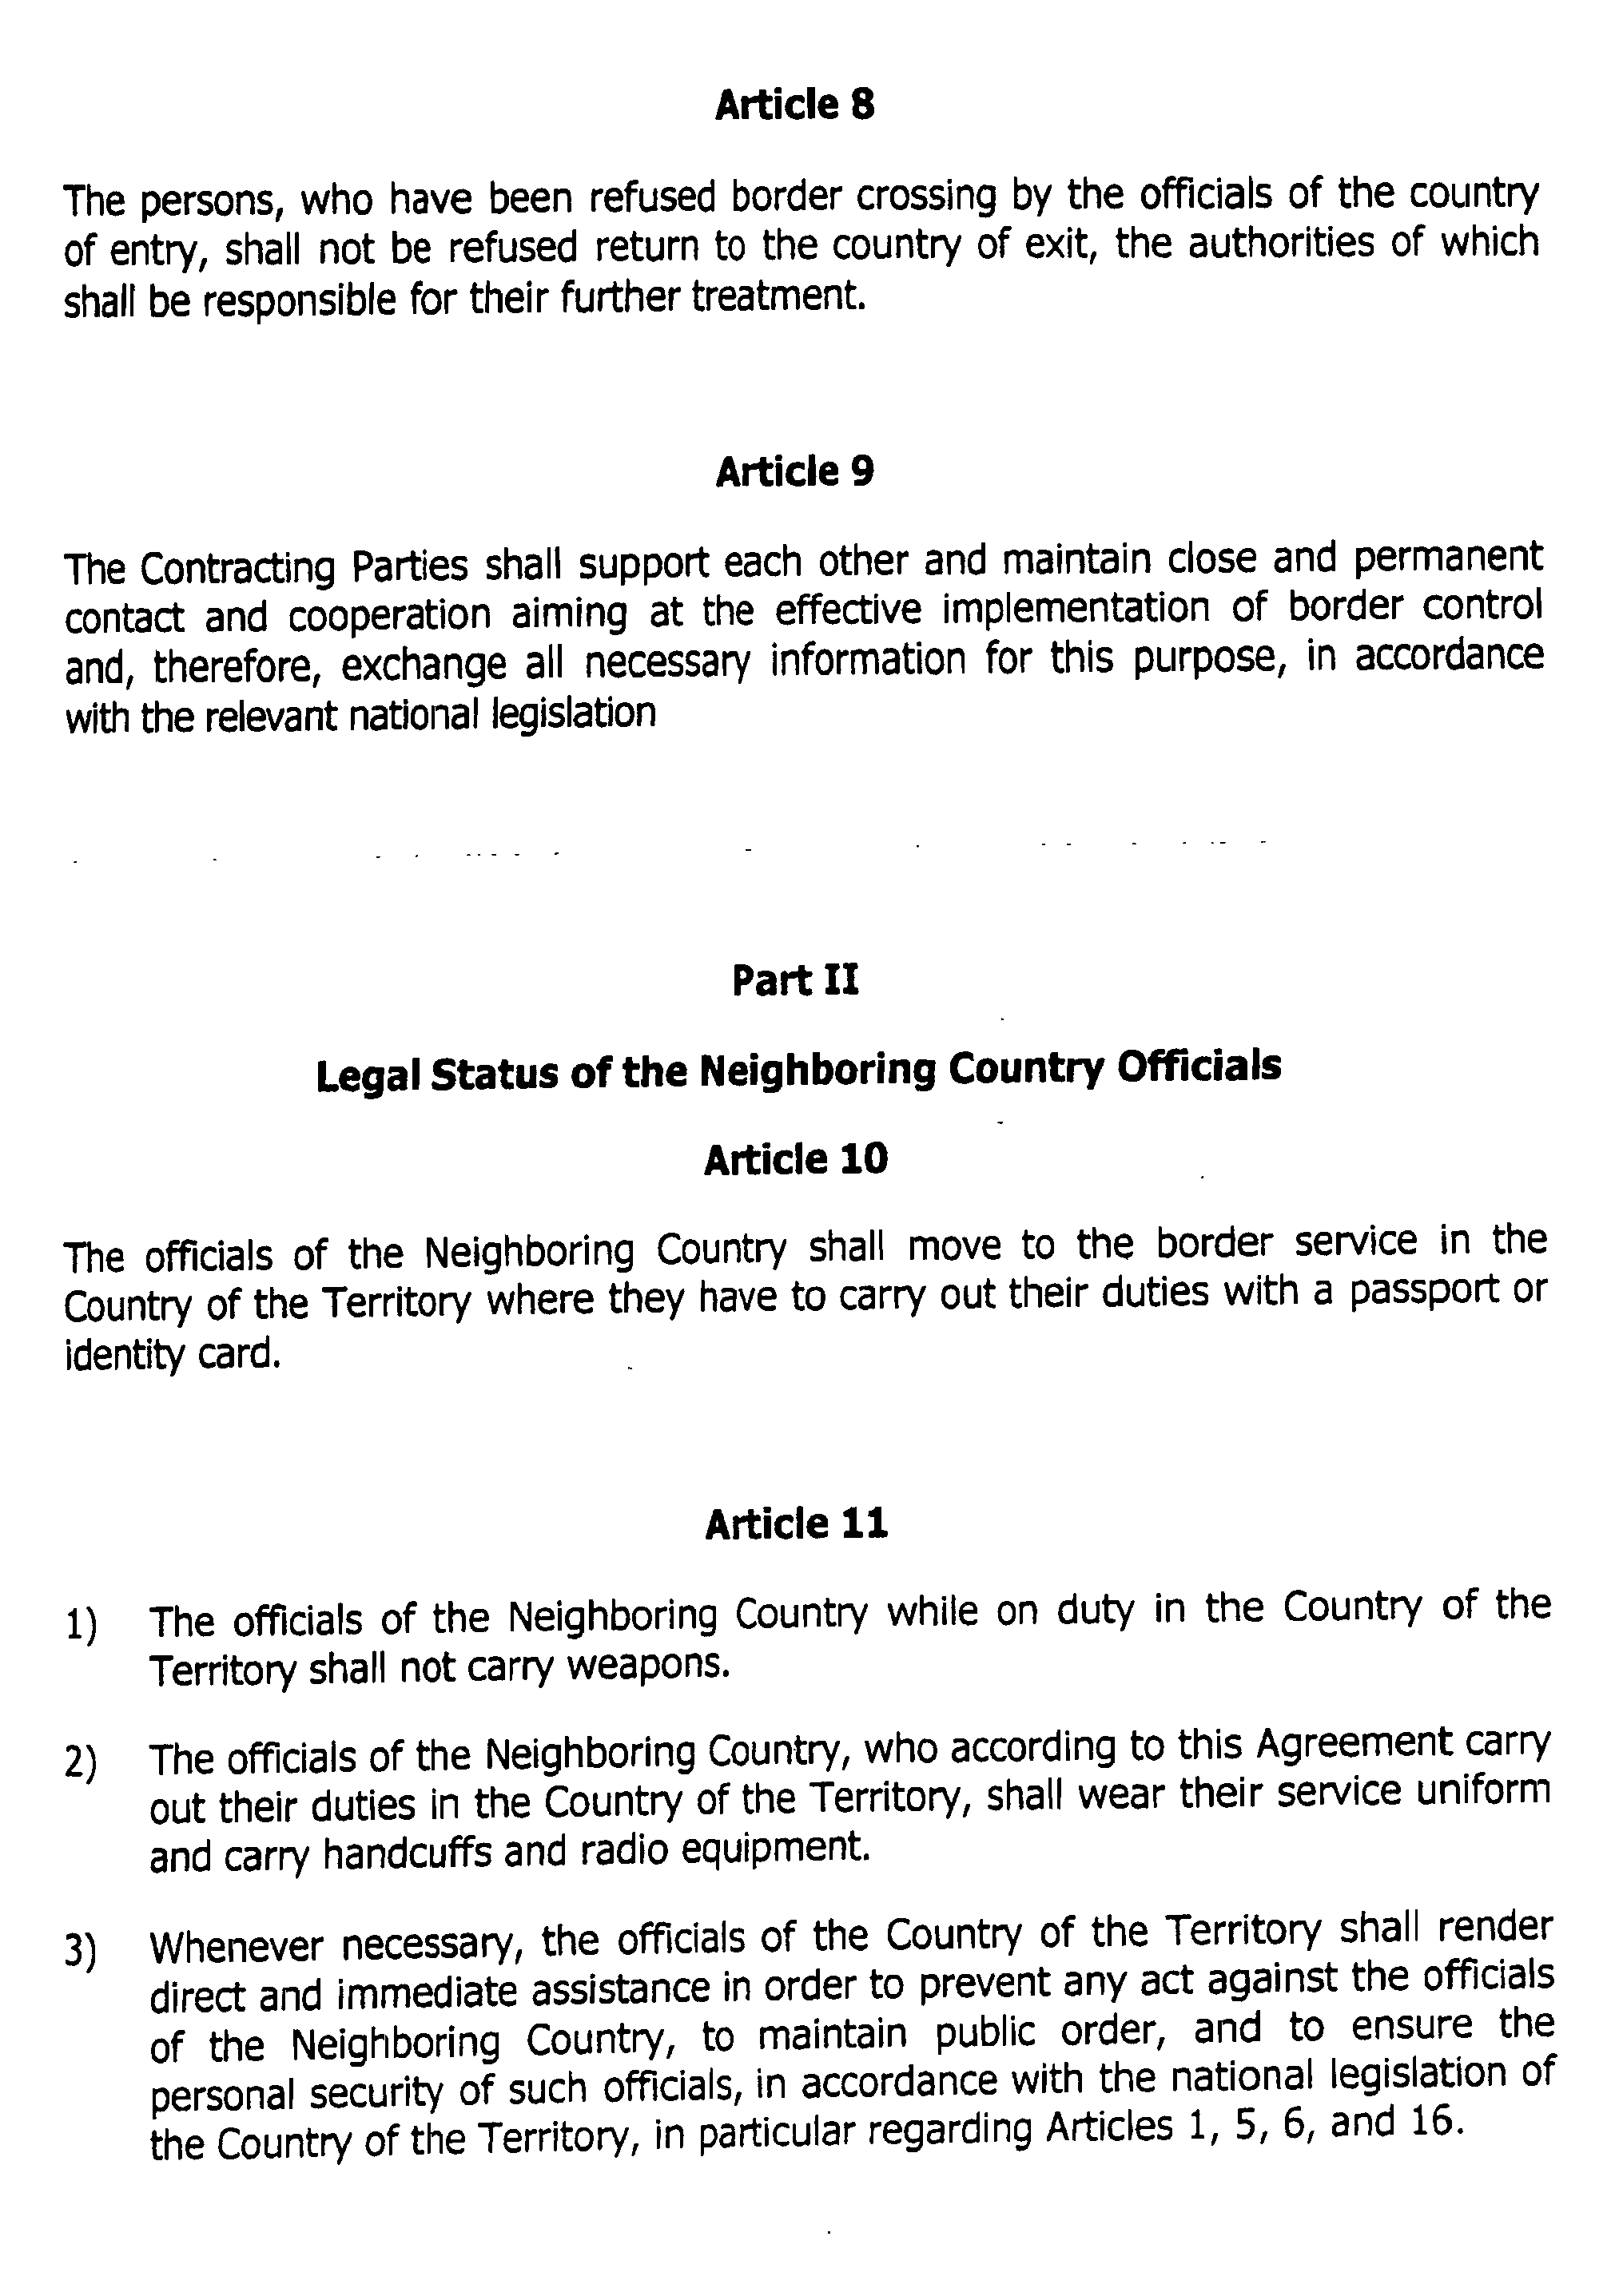 Article 8
The persons, who have been refused border crossing by the officials of the country
of entry, shall not be refused return to the country of exit, the authorities of which
shall be responsible for their further treatment.
Article 9
The Contracting Parties shall support each other and maintain close and permanent
contact and cooperation aiming at the effective implementation of border control
and, therefore, exchange all necessary information for this purpose, in accordance
with the relevant national legislation
Part II
Legal Status of the Neighboring Country Officials
Article 10
The officials of the Neighboring Country shall move to the border service in the
Country of the Territory where they have to carry out their duties with a passport or
identity card.
Article 11
1) The officials of the Neighboring Country while on duty in the Country of the
Territory shall not carry weapons.
2) The officials of the Neighboring Country, who according to this Agreement carry
out their duties in the Country of the Territory, shall wear their service uniform
and carry handcuffs and radio equipment.
3) Whenever necessary, the officials of the Country of the Territory shall render
direct and immediate assistance in order to prevent any act against the officials
of the Neighboring Country, to maintain public order, and to ensure the
personal security of such officials, in accordance with the national legislation of
the Country of the Territory, in particular regarding Articles 1, 5, 6, and 16.